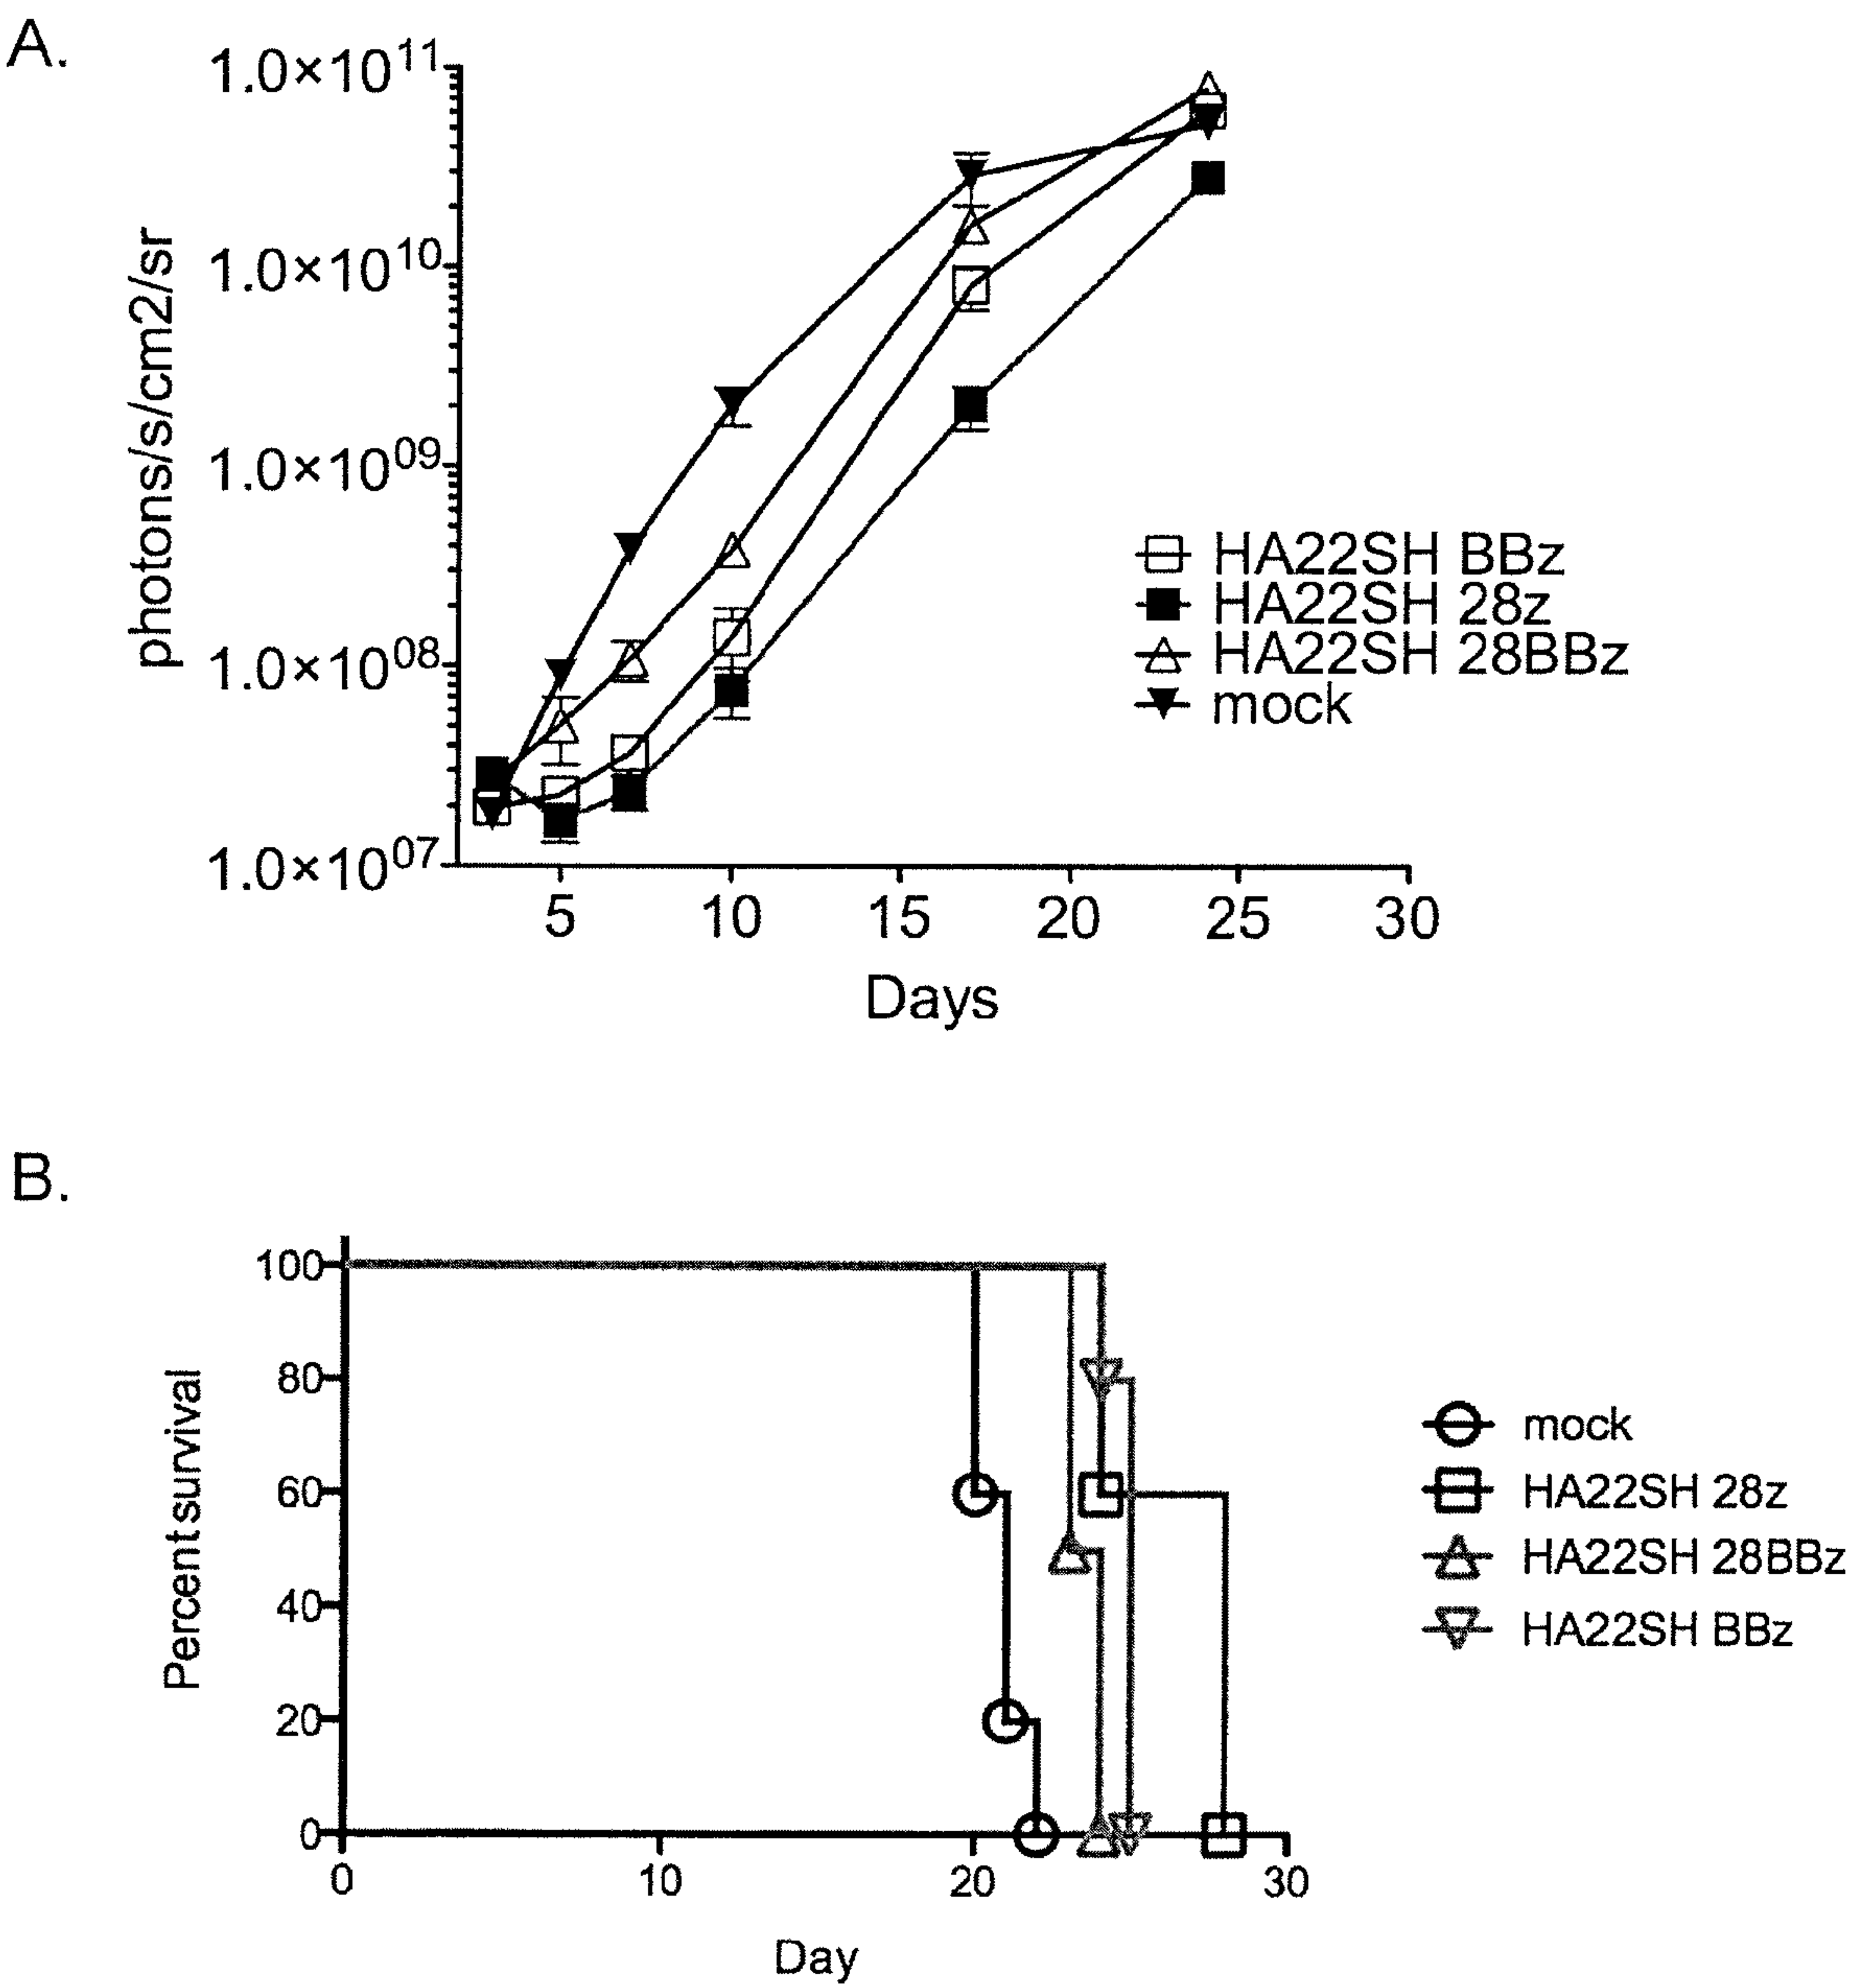 A.
1.0×10^11
1.0×10^10
1.0×10^09
1.0×10^08
1.0×10^07
photons/s/cm2/sr
HA22SH BBz
HA22SH 28z
HA22SH 28BBz
mock
5 10 15 20 25 30
Days
B.
100
80
60
40
20
0
Percentsurvival
mock
HA22SH 28z
HA22SH 28BBz
HA22SH BBz
0 10 20 30
Day